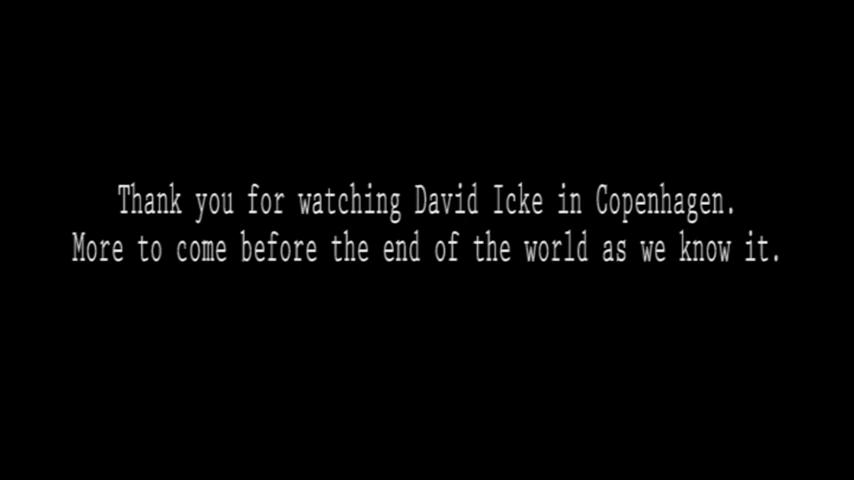 Thank you for watching David Icke in Copenhagen.
More to come before the end of the world as we know it.